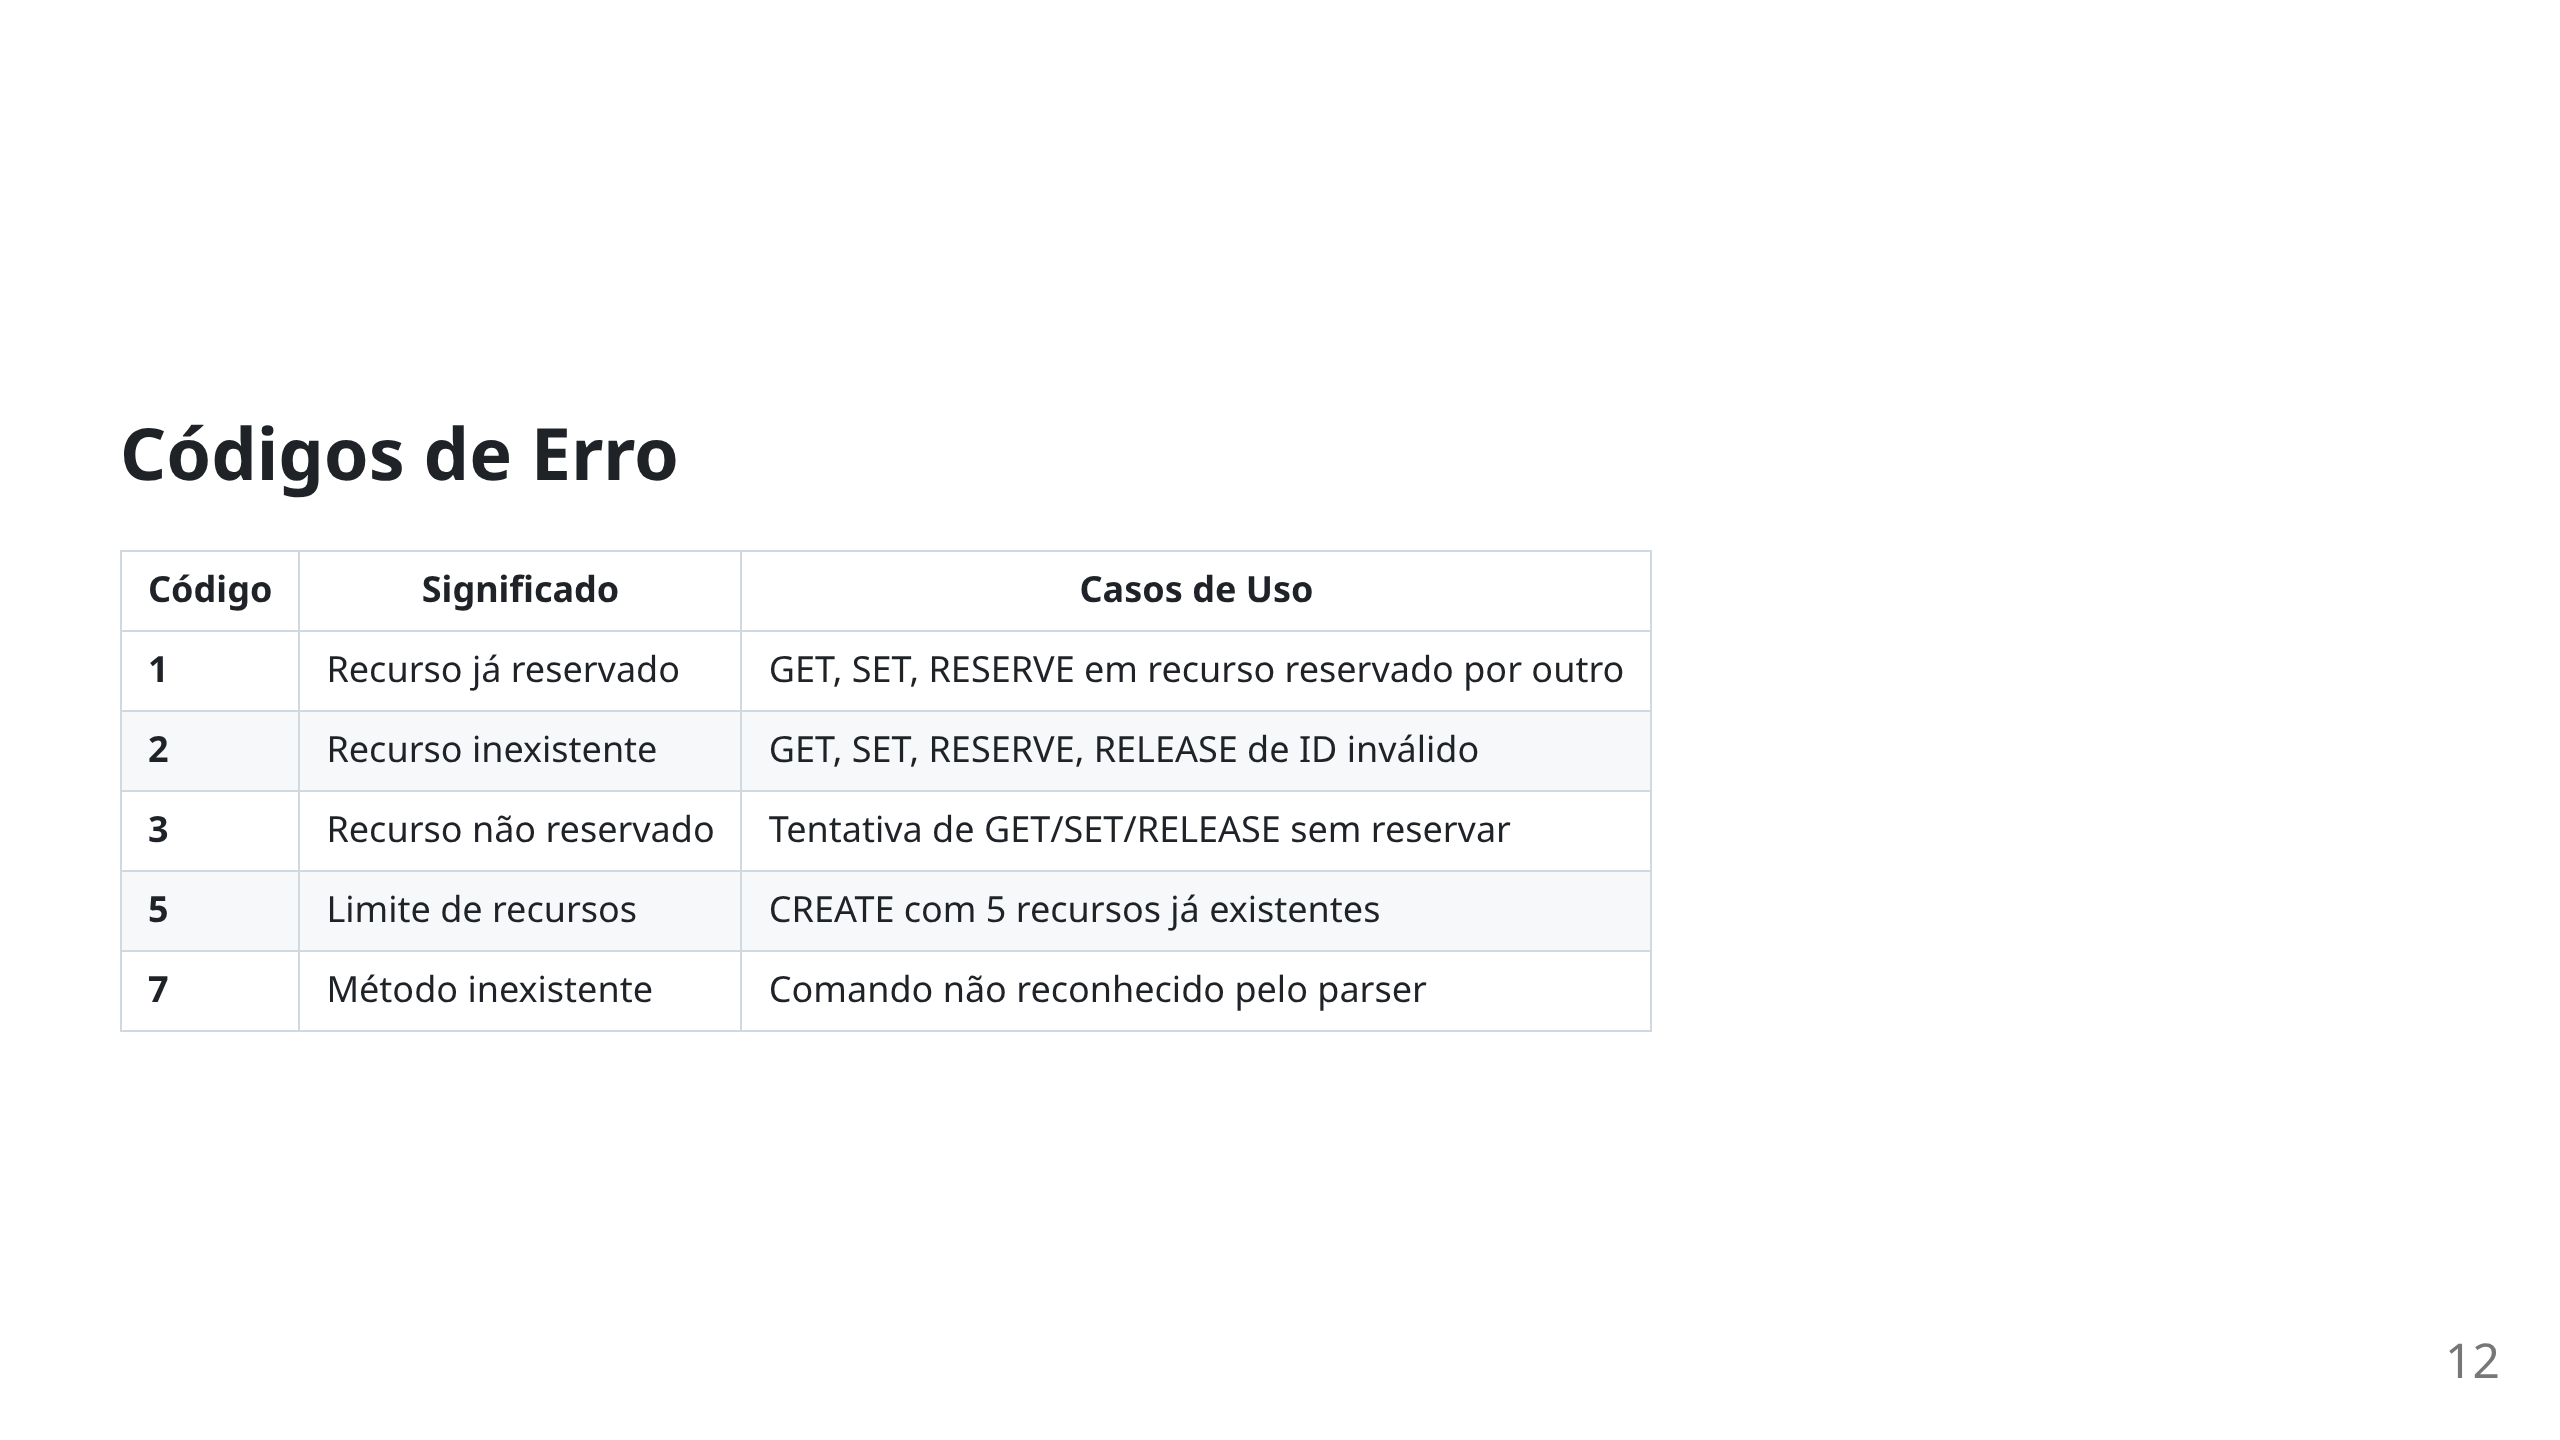 Códigos de Erro
Código Significado Casos de Uso
1 Recurso já reservado GET, SET, RESERVE em recurso reservado por outro
2 Recurso inexistente GET, SET, RESERVE, RELEASE de ID inválido
3 Recurso não reservado Tentativa de GET/SET/RELEASE sem reservar
5 Limite de recursos CREATE com 5 recursos já existentes
7 Método inexistente Comando não reconhecido pelo parser
12